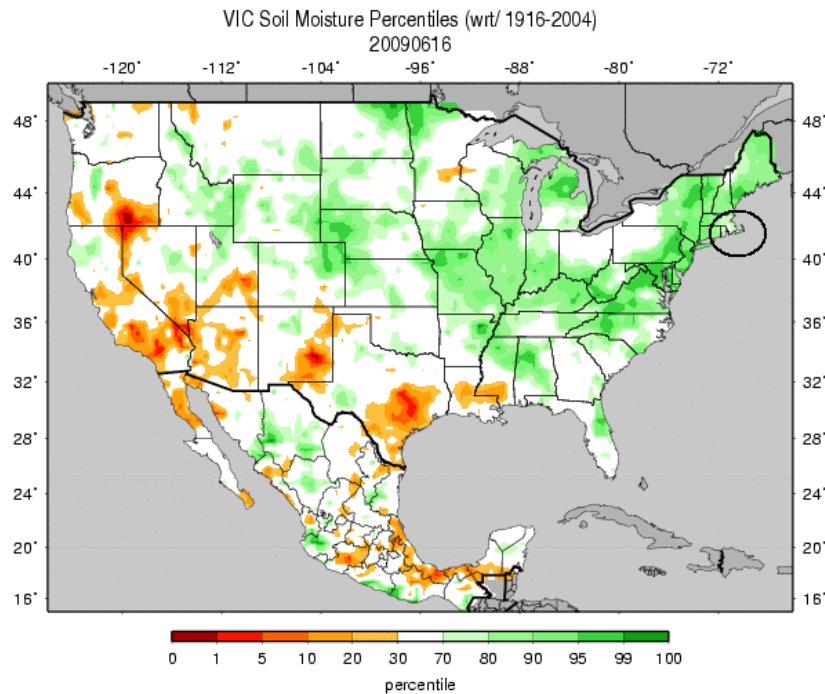 VIC Soil Moisture Percentiles (wrt/ 1916-2004)
20090616
-120˚ -112˚ -104˚ -96˚ -88˚ -80˚ -72˚
48˚ 48˚
44˚ 44˚
40˚ 40˚
36˚ 36˚
32˚ 32˚
28˚ 28˚
24˚ 24˚
20˚ 20˚
16˚ 16˚
0 1 5 10 20 30 70 80 90 95 99 100
percentile